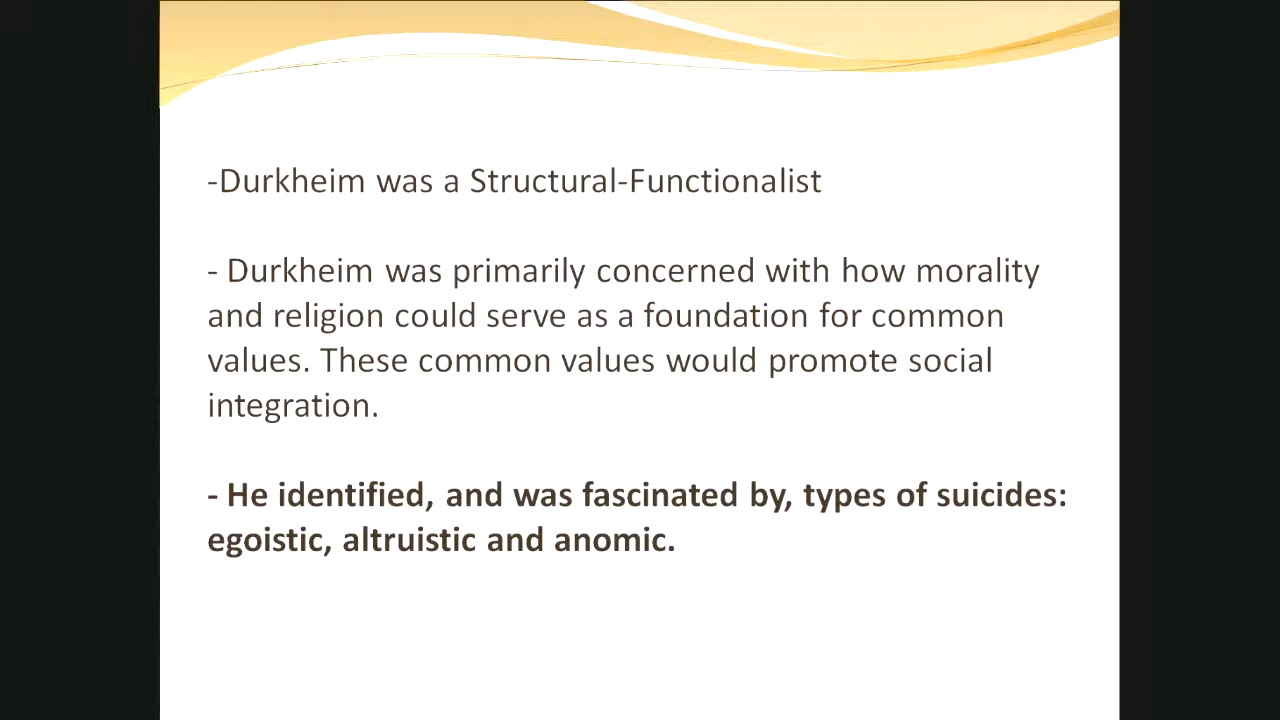 -Durkheim was a Structural-Functionalist
- Durkheim was primarily concerned with how morality
and religion could serve as a foundation for common
values. These common values would promote social
integration.
- He identified, and was fascinated by, types of suicides:
egoistic, altruistic and anomic.